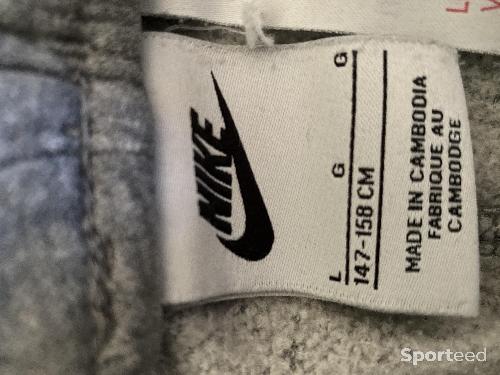 NIKE
L G G
147-158 CM
MADE IN CAMBODIA
FABRIQUE AU
CAMBODGE
L
Sporteed